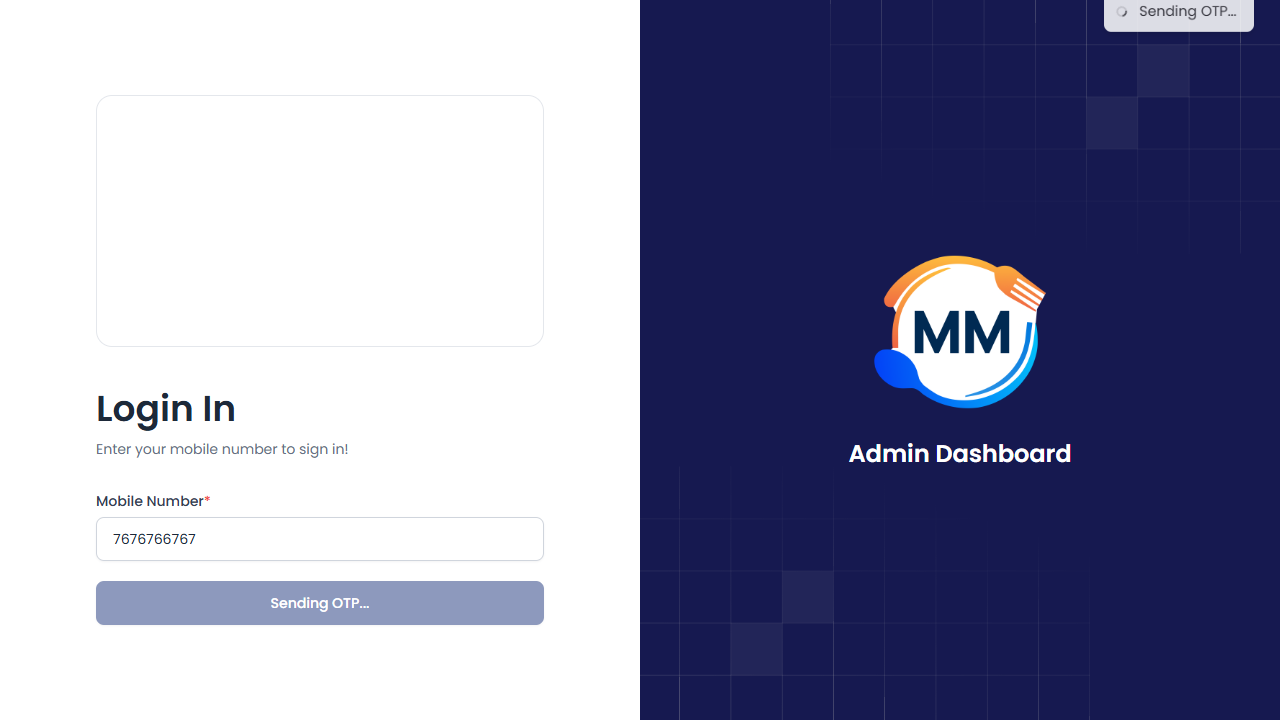 Sending OTP...
Login In
Enter your mobile number to sign in!
Mobile Number*
7676766767
Sending OTP...
MM
Admin Dashboard